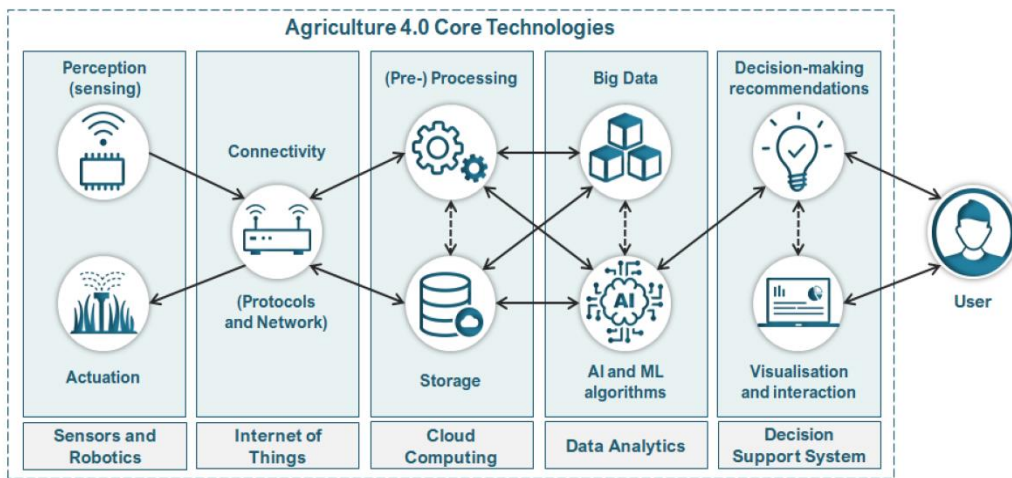 Agriculture 4.0 Core Technologies
Perception
(sensing)
Actuation
Sensors and
Robotics
Connectivity
(Protocols
and Network)
Internet of
Things
(Pre-) Processing
Storage
Cloud
Computing
Big Data
AI
AI and ML
algorithms
Data Analytics
Decision-making
recommendations
Visualisation
and interaction
Decision
Support System
User